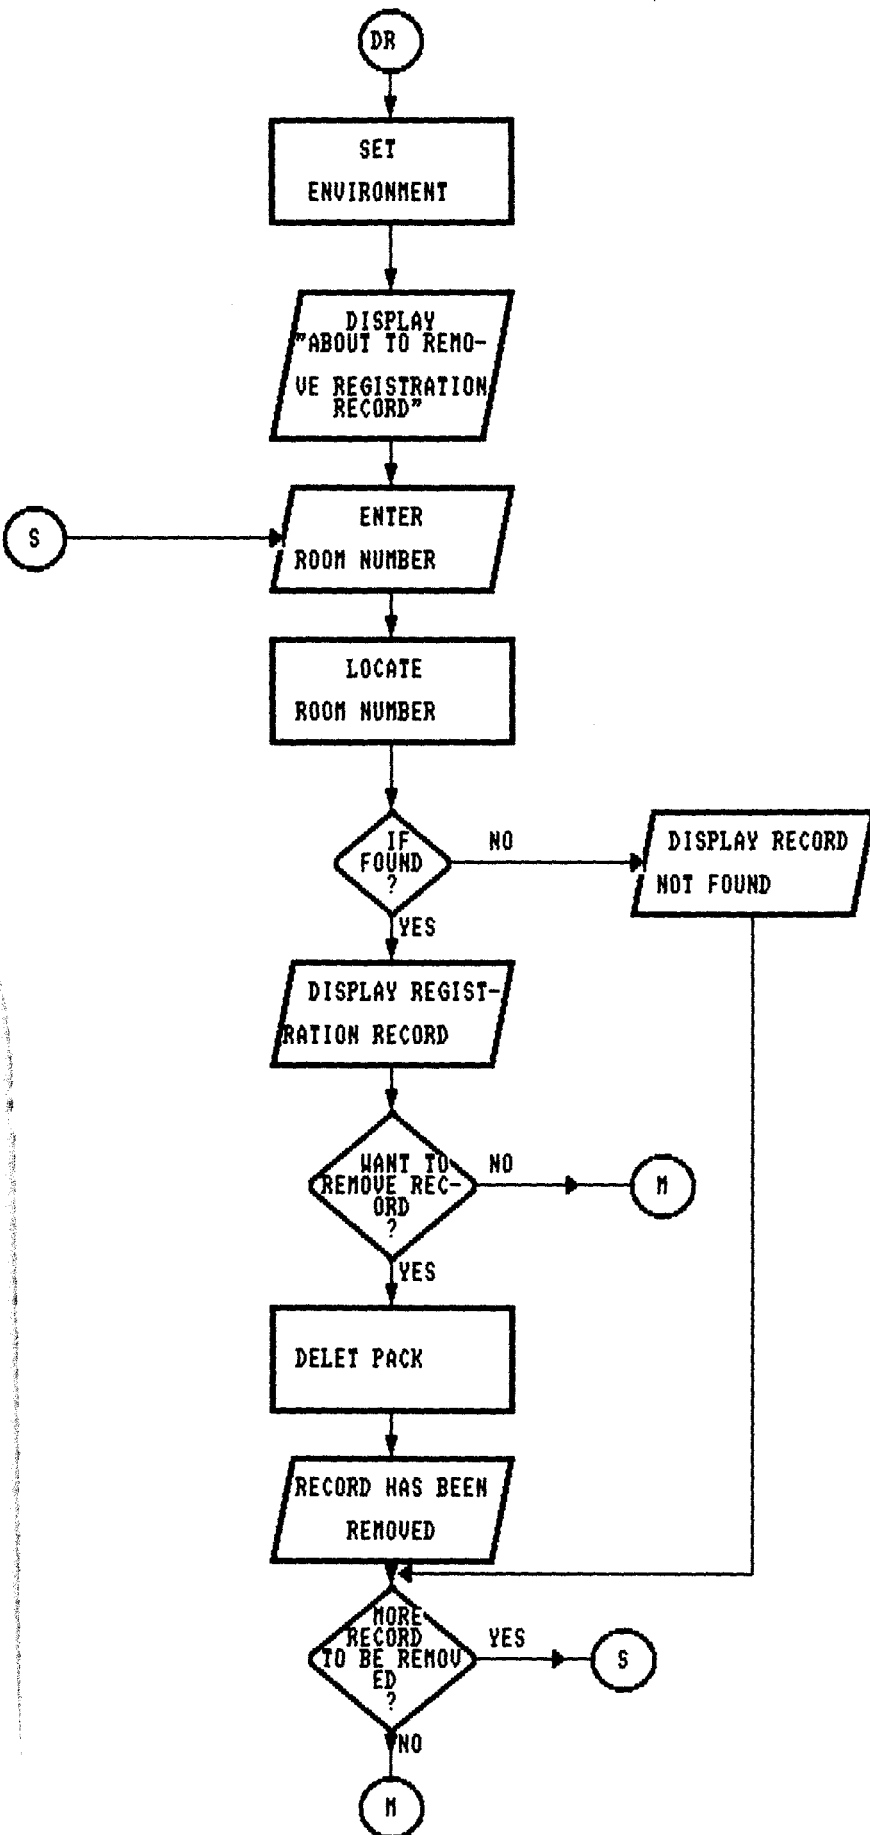 DR
SET
ENVIRONMENT
DISPLAY
"ABOUT TO REMO-
VE REGISTRATION
RECORD"
S
ENTER
ROOM NUMBER
LOCATE
ROOM NUMBER
IF
FOUND
?
NO
DISPLAY RECORD
NOT FOUND
YES
DISPLAY REGIST-
RATION RECORD
WANT TO
REMOVE REC-
ORD
?
NO
M
YES
DELET PACK
RECORD HAS BEEN
REMOVED
MORE
RECORD
TO BE REMOV
ED
?
YES
S
NO
M